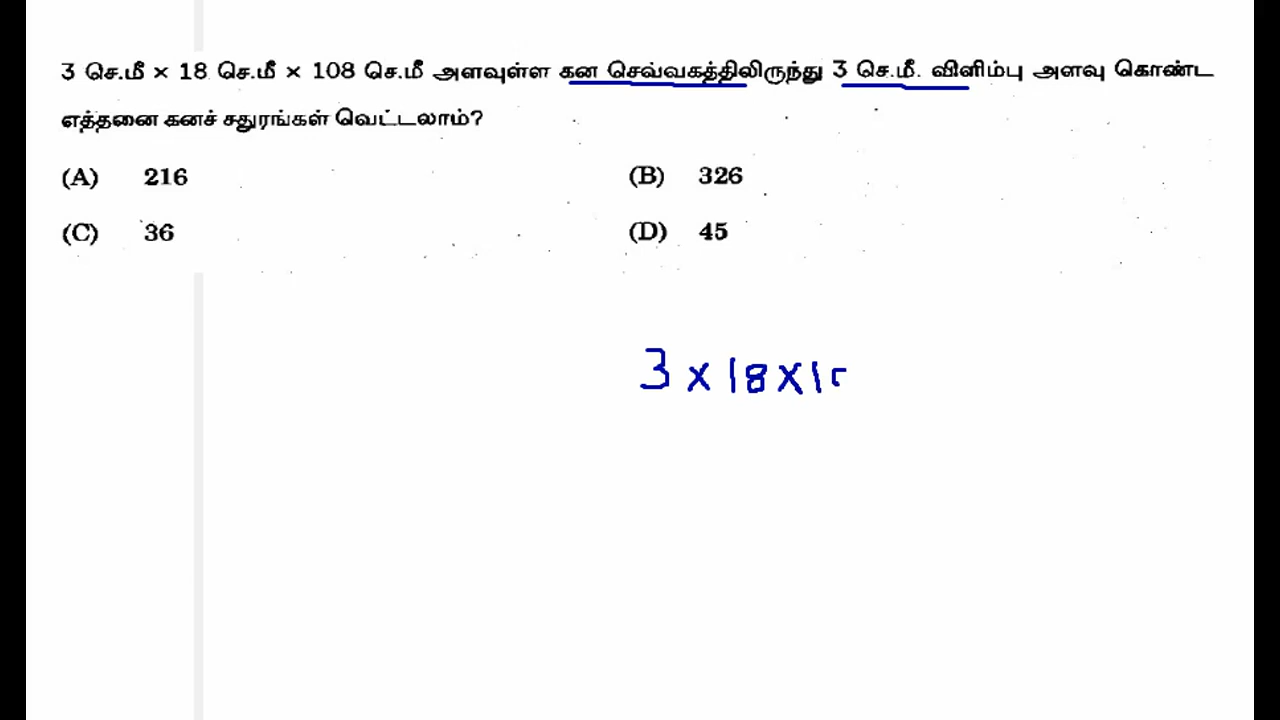 3 செ.மீ × 18 செ.மீ × 108 செ.மீ அளவுள்ள கன செவ்வகத்திலிருந்து 3 செ.மீ. விளிம்பு அளவு கொண்ட
எத்தனை கனச் சதுரங்கள் வெட்டலாம்?
(A) 216 (B) 326
(C) 36 (D) 45
3 × 18 × 1